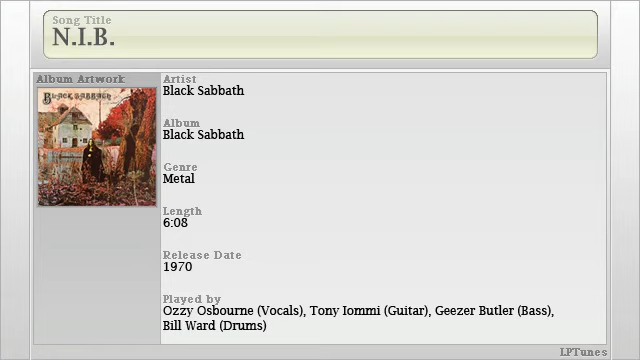 Song Title
N.I.B.
Album Artwork
Black Sabbath
Artist
Black Sabbath
Album
Black Sabbath
Genre
Metal
Length
6:08
Release Date
1970
Played by
Ozzy Osbourne (Vocals), Tony Iommi (Guitar), Geezer Butler (Bass),
Bill Ward (Drums)
LPTunes